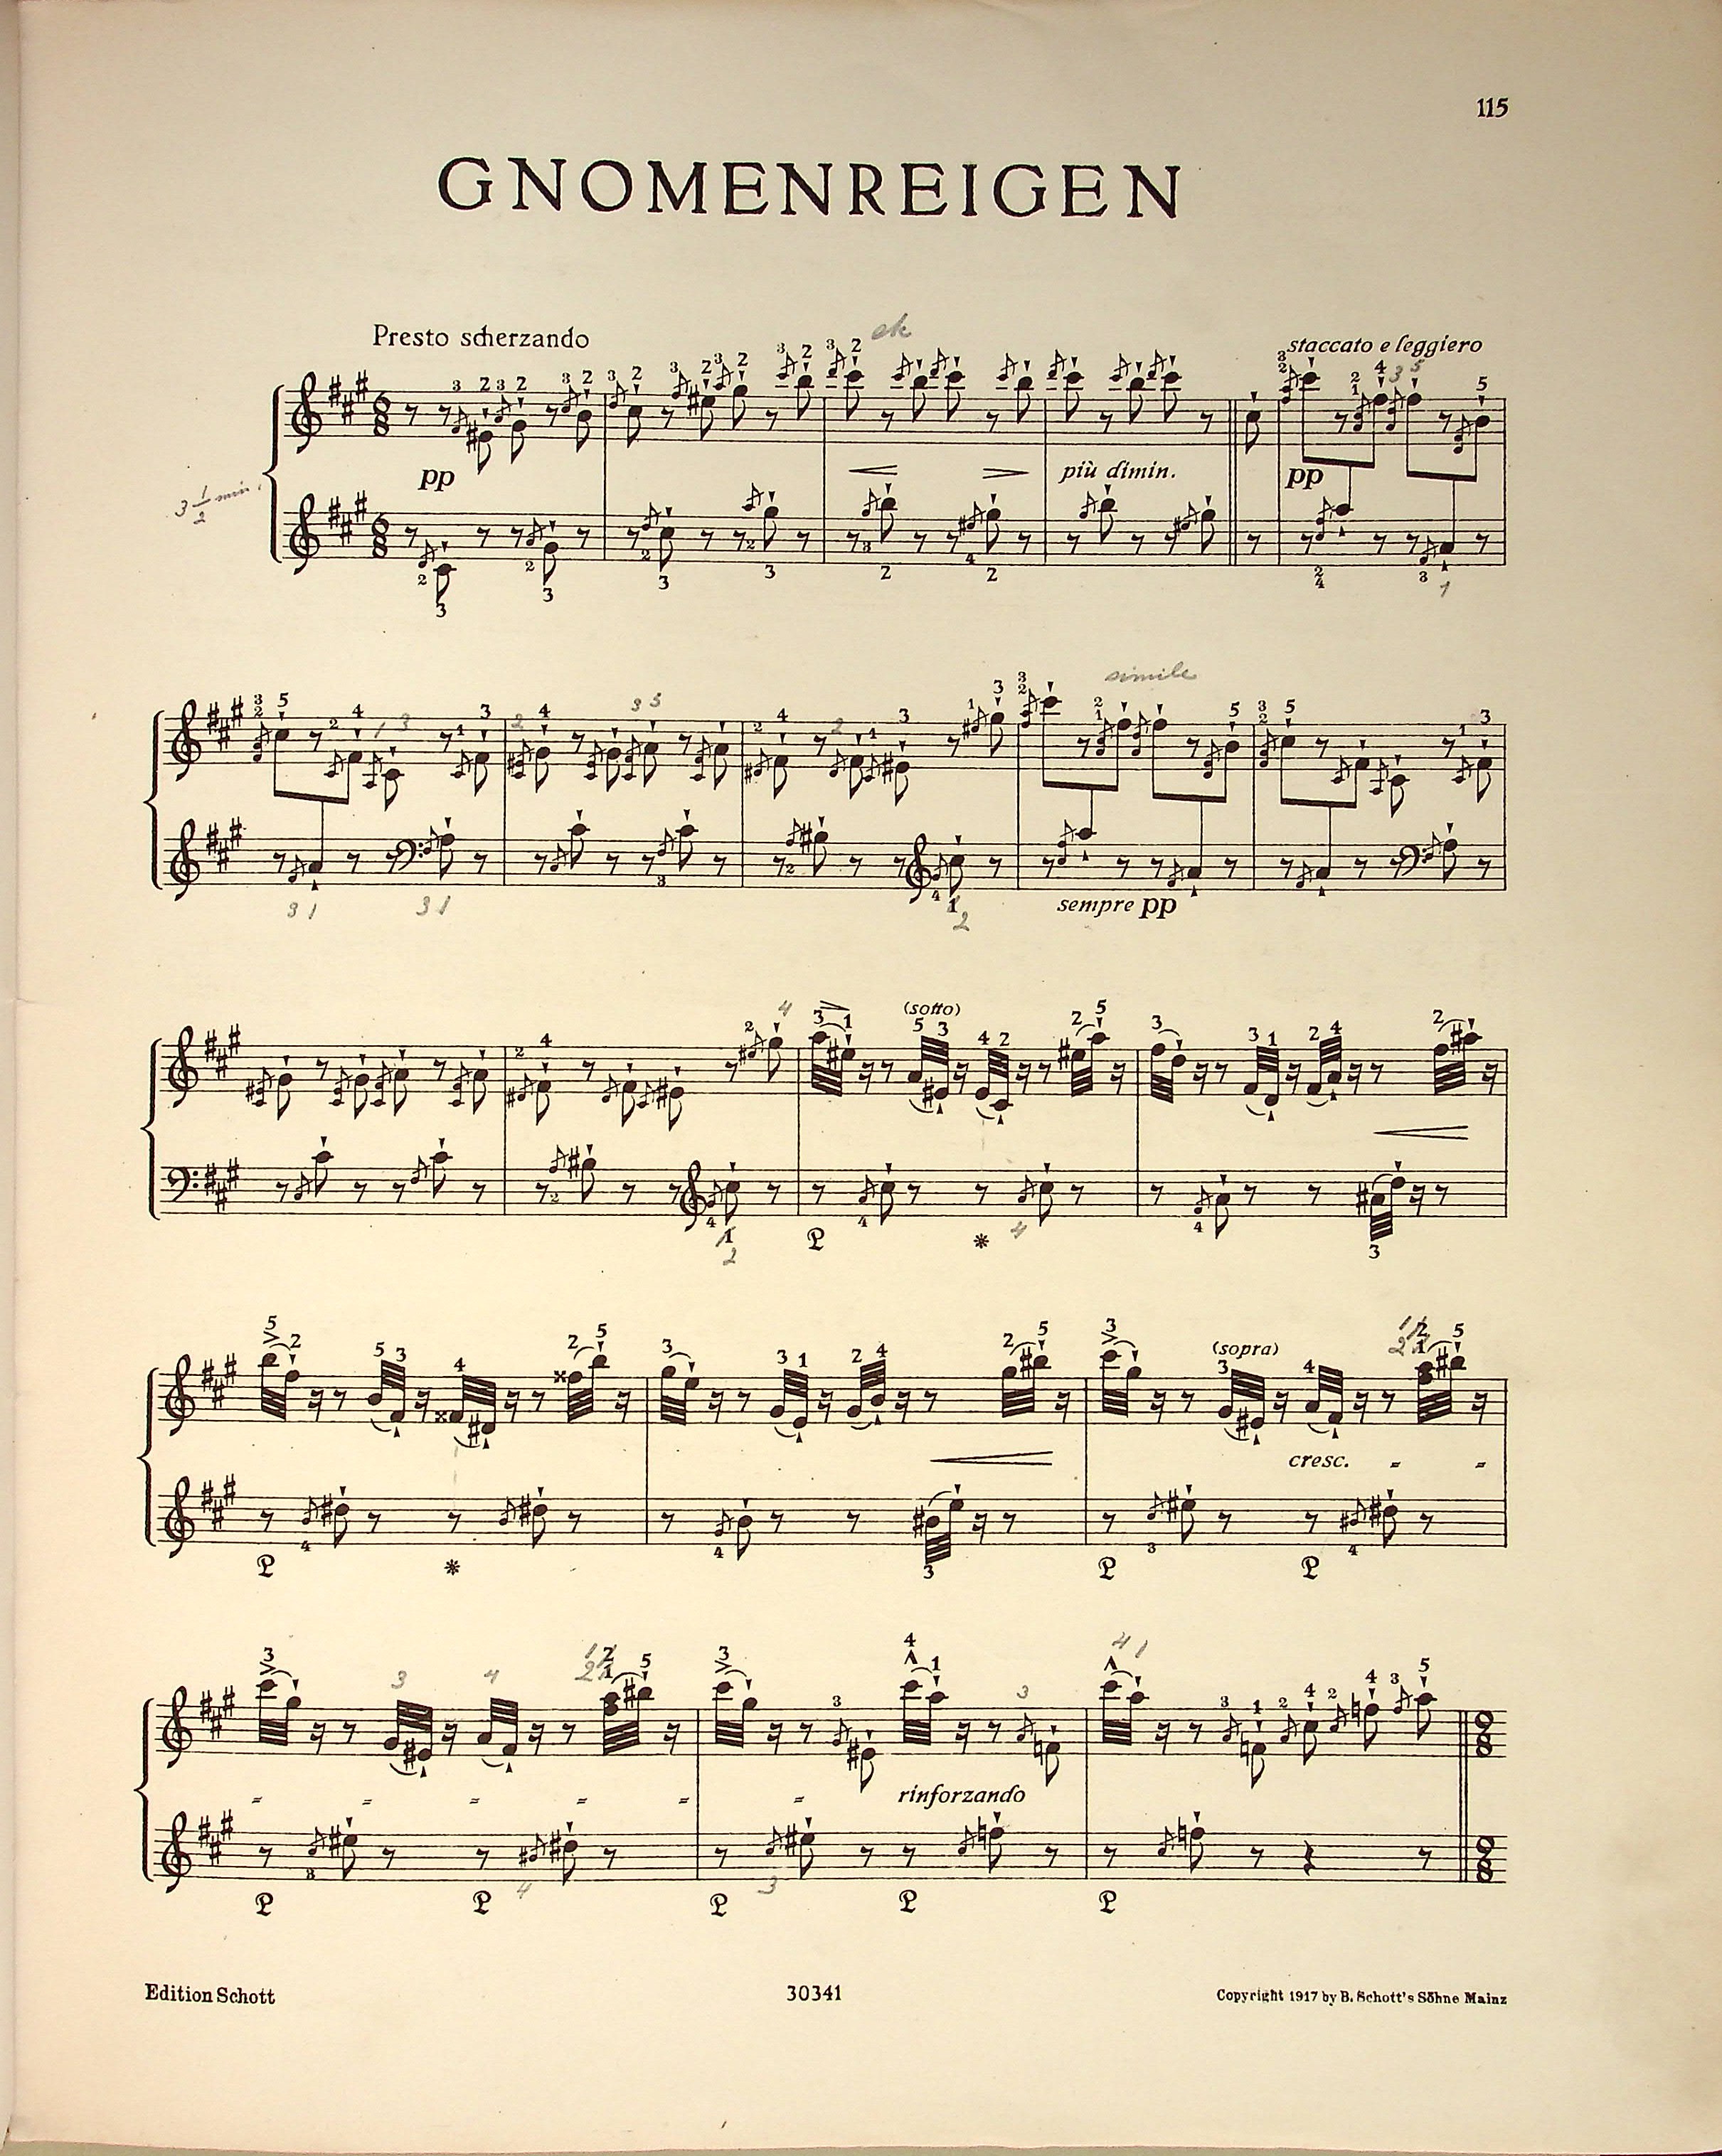 115
GNOMENREIGEN
Presto scherzando
staccato e leggiero
pp
più dimin.
pp
3 1/2 min.
simile
sempre pp
(sotto)
(sopra)
cresc.
rinforzando
Edition Schott
30341
Copyright 1917 by B. Schott's Söhne Mainz